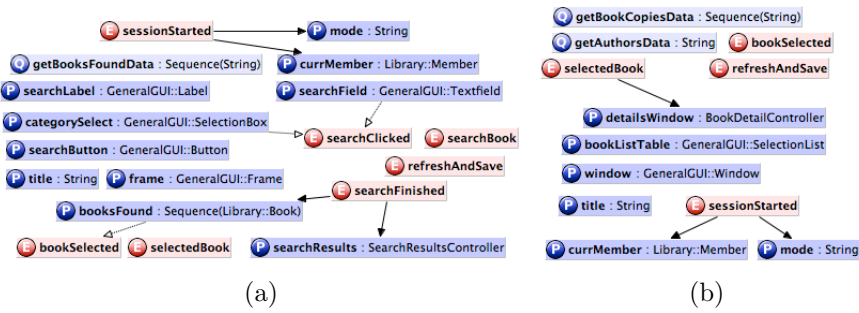 E sessionStarted
P mode : String
Q getBooksFoundData : Sequence(String)
P currMember : Library::Member
P searchLabel : GeneralGUI::Label
P searchField : GeneralGUI::Textfield
P categorySelect : GeneralGUI::SelectionBox
E searchClicked
E searchBook
P searchButton : GeneralGUI::Button
E refreshAndSave
P title : String
P frame : GeneralGUI::Frame
E searchFinished
P booksFound : Sequence(Library::Book)
E bookSelected
E selectedBook
P searchResults : SearchResultsController
(a)
Q getBookCopiesData : Sequence(String)
Q getAuthorsData : String
E bookSelected
E selectedBook
E refreshAndSave
P detailsWindow : BookDetailController
P bookListTable : GeneralGUI::SelectionList
P window : GeneralGUI::Window
P title : String
E sessionStarted
P currMember : Library::Member
P mode : String
(b)